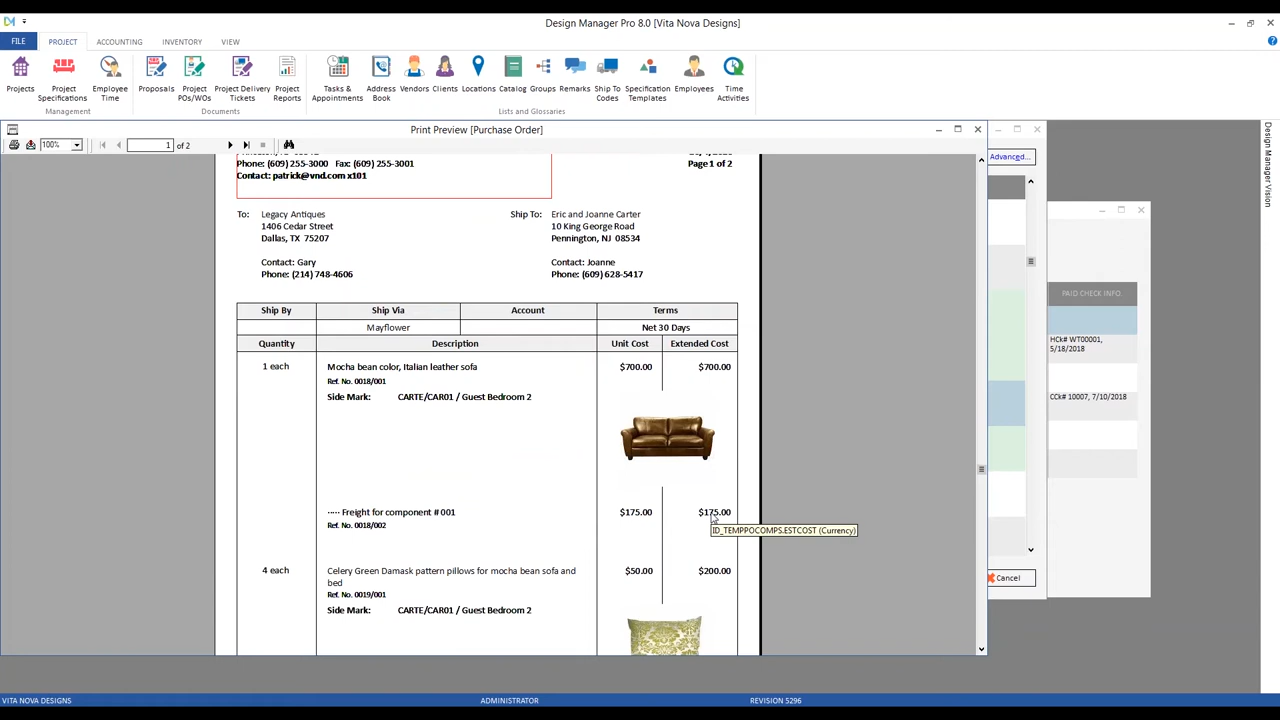 Design Manager Pro 8.0 [Vita Nova Designs]
FILE PROJECT ACCOUNTING INVENTORY VIEW
Projects
Project Specifications
Employee Time
Proposals
Project POs/WOs
Project Delivery Tickets
Project Reports
Tasks & Appointments
Address Book
Vendors
Clients
Locations
Catalog
Groups
Remarks
Ship To Codes
Specification Templates
Employees
Time Activities
Management
Documents
Lists and Glossaries
Print Preview [Purchase Order]
Design Manager Vision
100%
1
of 2
Advanced...
Phone: (609) 255-3000 Fax: (609) 255-3001
Page 1 of 2
Contact: patrick@vnd.com x101
To: Legacy Antiques
1406 Cedar Street
Dallas, TX 75207
Contact: Gary
Phone: (214) 748-4606
Ship To: Eric and Joanne Carter
10 King George Road
Pennington, NJ 08534
Contact: Joanne
Phone: (609) 628-5417
PAID CHECK INFO.
HCk# WT00001,
5/18/2018
CCk# 10007, 7/10/2018
Ship By Ship Via Account Terms
Mayflower Net 30 Days
Quantity Description Unit Cost Extended Cost
1 each Mocha bean color, Italian leather sofa $700.00 $700.00
Ref. No. 0018/001
Side Mark: CARTE/CAR01 / Guest Bedroom 2
····· Freight for component # 001 $175.00 $175.00
Ref. No. 0018/002
ID_TEMPPOCOMPS.ESTCOST (Currency)
4 each Celery Green Damask pattern pillows for mocha bean sofa and $50.00 $200.00
bed
Ref. No. 0019/001
Side Mark: CARTE/CAR01 / Guest Bedroom 2
Cancel
VITA NOVA DESIGNS ADMINISTRATOR REVISION 5296